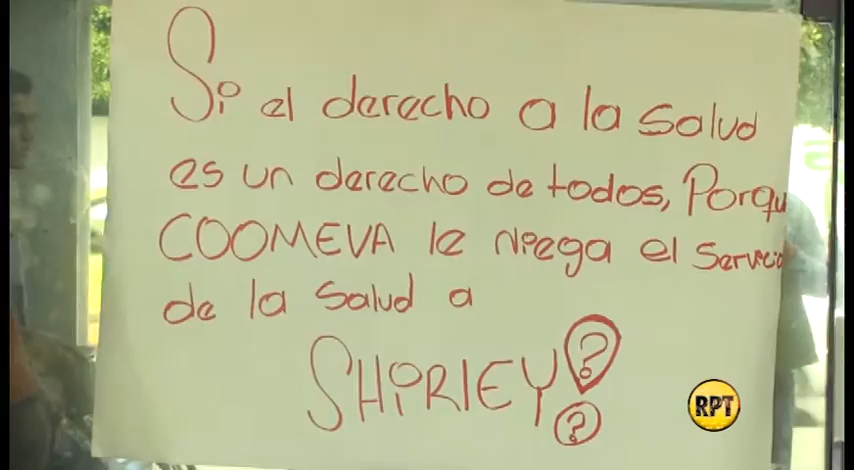 Si el derecho a la salud
es un derecho de todos, Porqu
COOMEVA le niega el Servicio
de la Salud a
SHIRLEY!
??
RPT